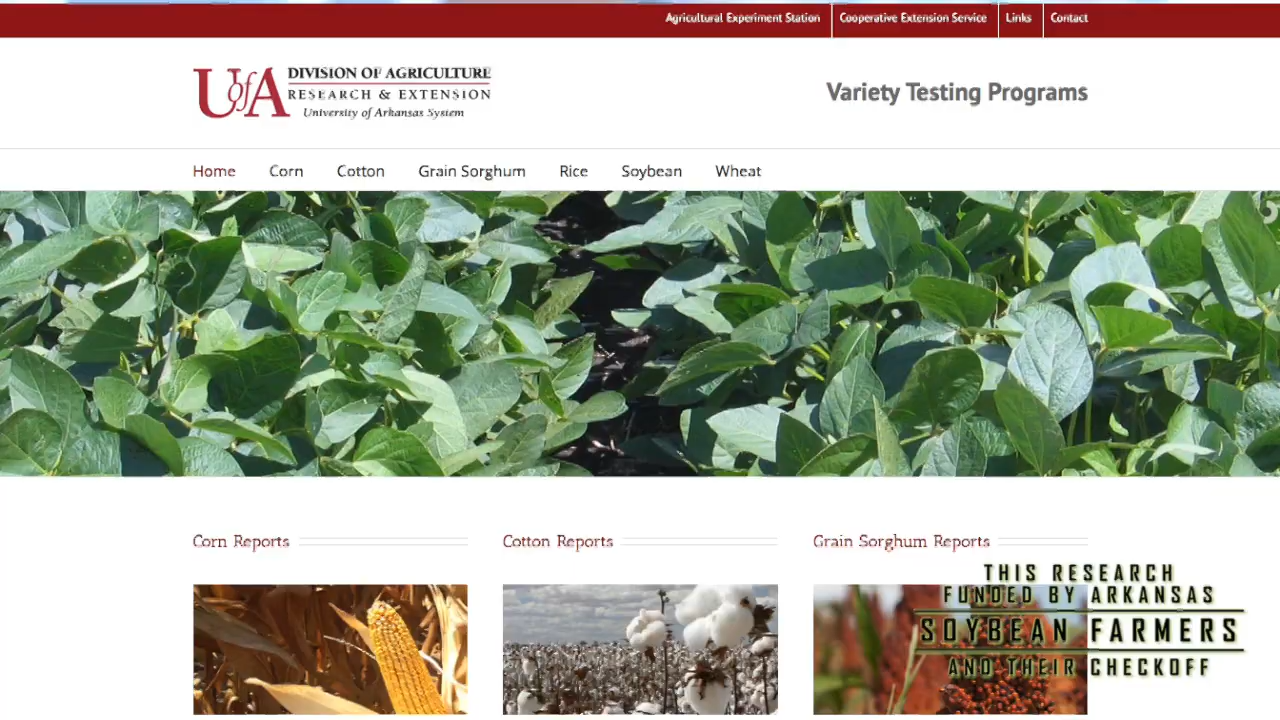 Agricultural Experiment Station Cooperative Extension Service Links Contact
UofA DIVISION OF AGRICULTURE
RESEARCH & EXTENSION
University of Arkansas System
Variety Testing Programs
Home Corn Cotton Grain Sorghum Rice Soybean Wheat
Corn Reports Cotton Reports Grain Sorghum Reports
THIS RESEARCH
FUNDED BY ARKANSAS
SOYBEAN FARMERS
AND THEIR CHECKOFF